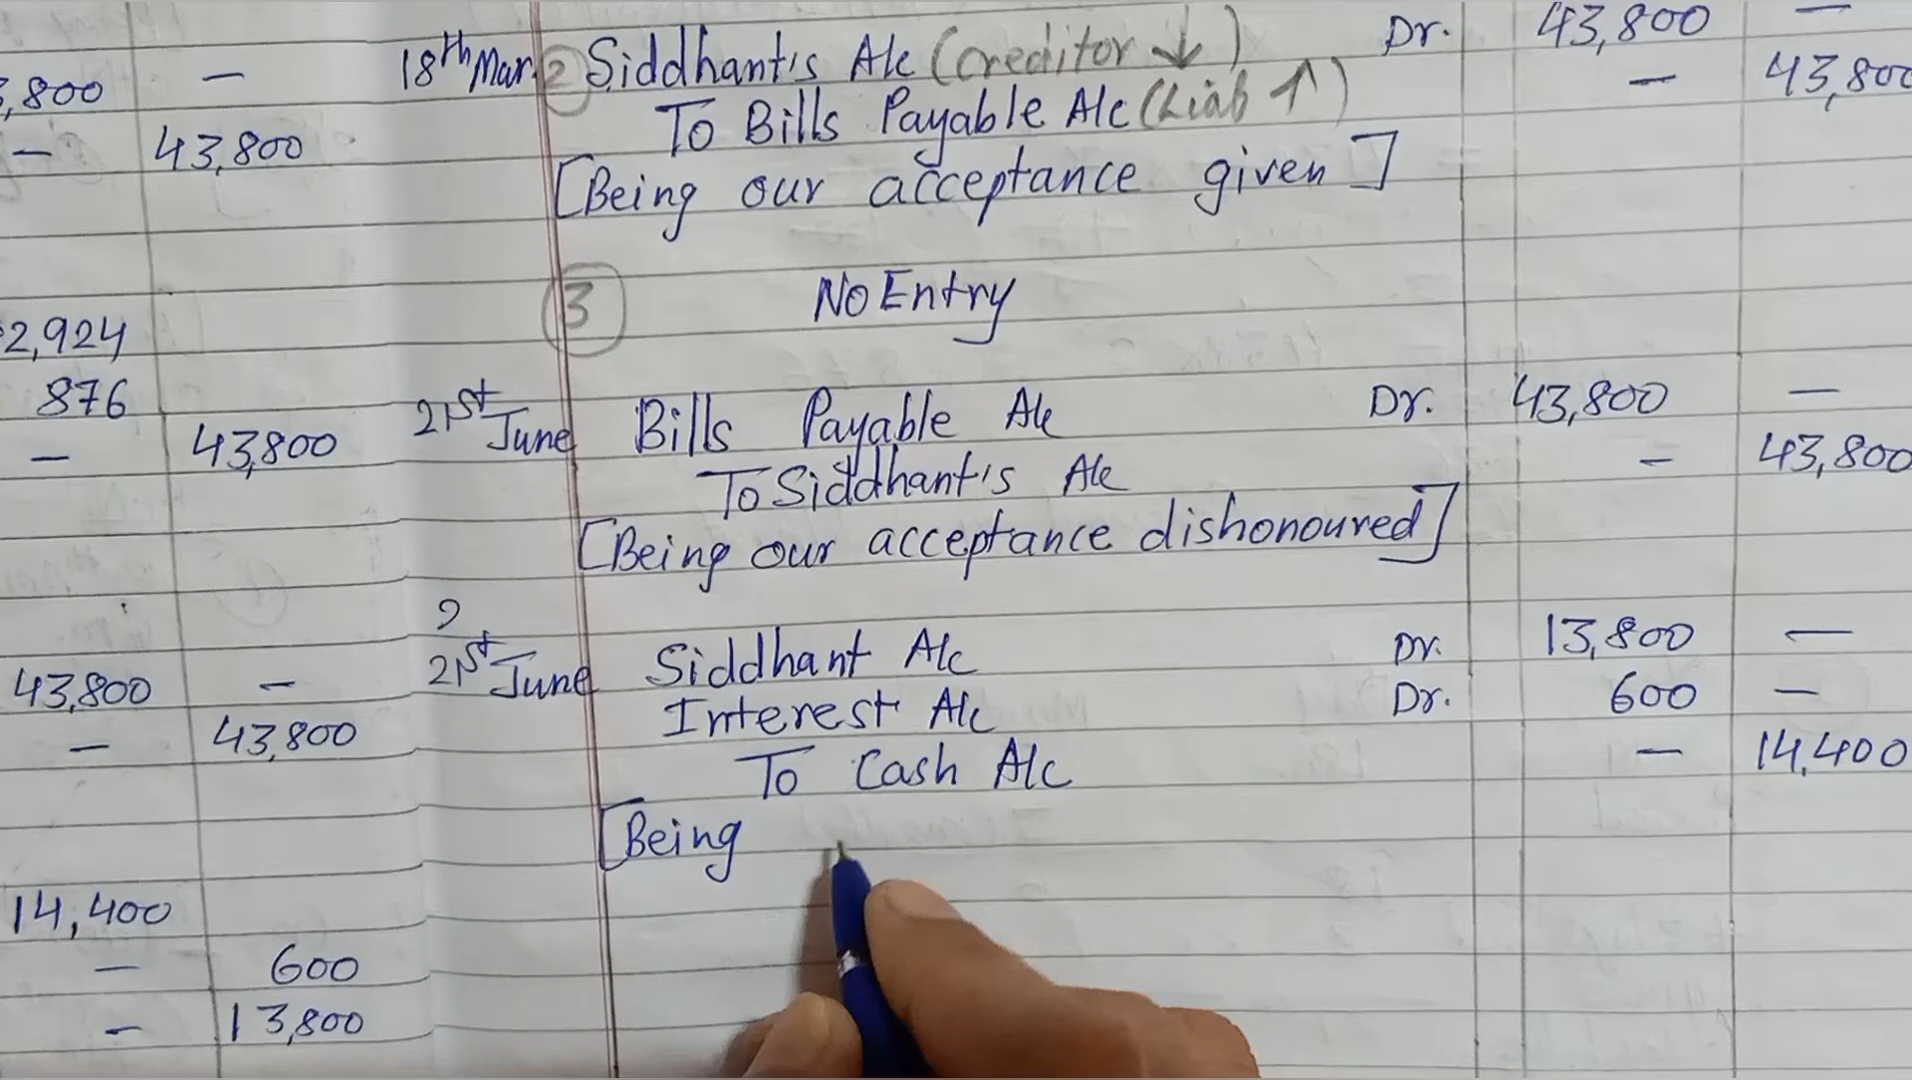 43,800 —
3,800 — 18th Mar. 2 Siddhant's A/c (Creditor ↓) Dr. 43,800 —
— 43,800 To Bills Payable A/c (Liab ↑) — 43,800
[Being our acceptance given]
3 No Entry
2,924
876 21st June Bills Payable A/c Dr. 43,800 —
— 43,800 To Siddhant's A/c — 43,800
[Being our acceptance dishonoured]
43,800 — 21st June Siddhant A/c Dr. 13,800 —
— 43,800 Interest A/c Dr. 600 —
To Cash A/c — 14,400
[Being
14,400
— 600
— 13,800